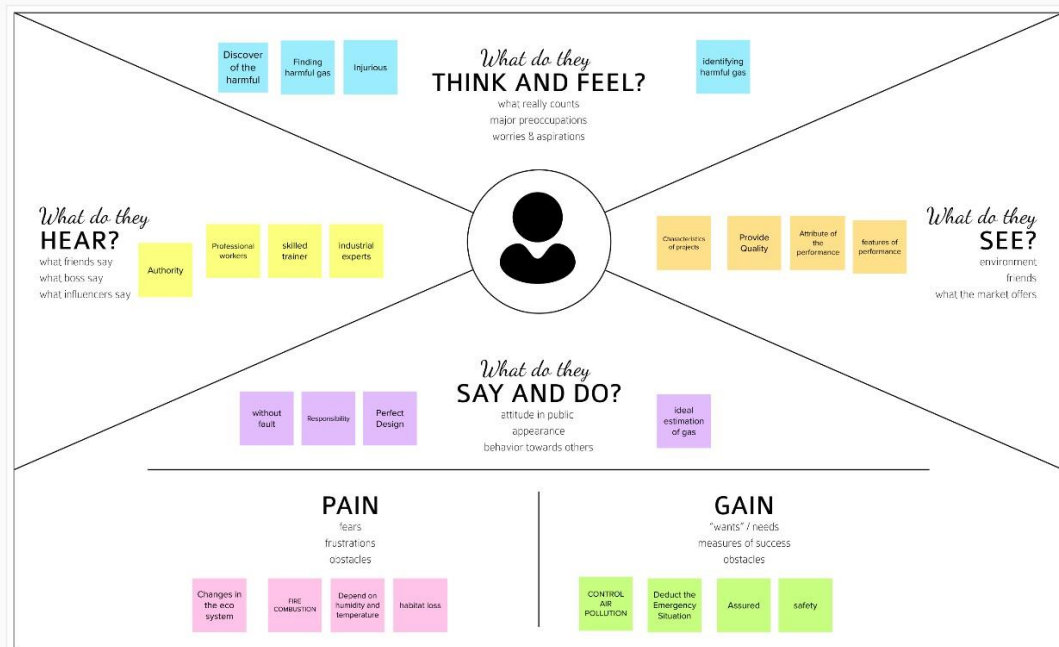 Discover
of the
harmful
Finding
harmful gas
Injurious
What do they
THINK AND FEEL?
what really counts
major preoccupations
worries & aspirations
identifying
harmful gas
What do they
HEAR?
what friends say
what boss say
what influencers say
Authority
Professional
workers
skilled
trainer
industrial
experts
Characteristics
of projects
Provide
Quality
Attribute of
the
performance
features of
performance
What do they
SEE?
environment
friends
what the market offers
What do they
SAY AND DO?
attitude in public
appearance
behavior towards others
without
fault
Responsibility
Perfect
Design
ideal
estimation
of gas
PAIN
fears
frustrations
obstacles
Changes in
the eco
system
FIRE
COMBUSTION
Depend on
humidity and
temperature
habitat loss
GAIN
"wants" / needs
measures of success
obstacles
CONTROL
AIR
POLLUTION
Deduct the
Emergency
Situation
Assured
safety